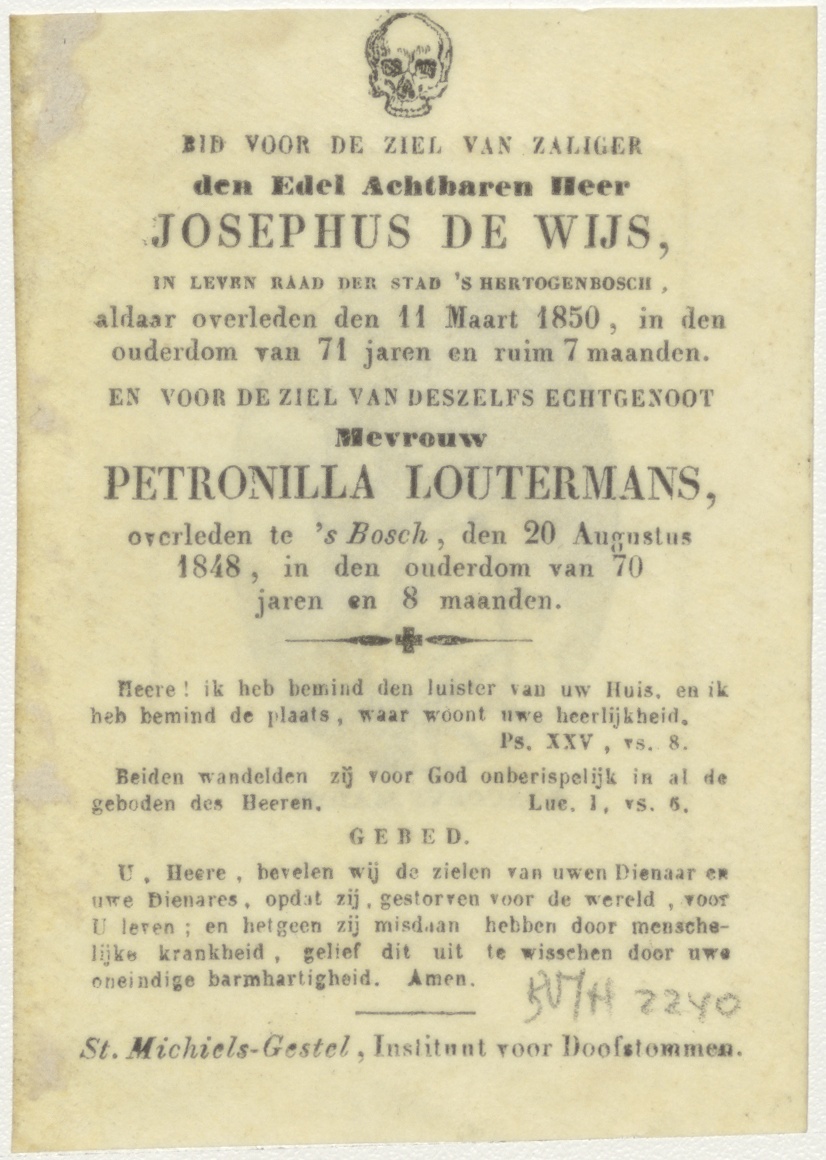 BID VOOR DE ZIEL VAN ZALIGER
den Edel Achtbaren Heer
JOSEPHUS DE WIJS,
IN LEVEN RAAD DER STAD 'S HERTOGENBOSCH,
aldaar overleden den 11 Maart 1850, in den
ouderdom van 71 jaren en ruim 7 maanden.
EN VOOR DE ZIEL VAN DESZELFS ECHTGENOOT
Mevrouw
PETRONILLA LOUTERMANS,
overleden te 's Bosch, den 20 Augustus
1848, in den ouderdom van 70
jaren en 8 maanden.
Heere! ik heb bemind den luister van uw Huis, en ik
heb bemind de plaats, waar woont uwe heerlijkheid.
Ps. XXV, vs. 8.
Beiden wandelden zij voor God onberispelijk in al de
geboden des Heeren. Luc. 1, vs. 6.
GEBED.
U, Heere, bevelen wij de zielen van uwen Dienaar en
uwe Dienares, opdat zij, gestorven voor de wereld, voor
U leven; en hetgeen zij misdaan hebben door mensche-
lijke krankheid, gelief dit uit te wisschen door uwe
oneindige barmhartigheid. Amen.
2240
St. Michiels-Gestel, Instituut voor Doofstommen.